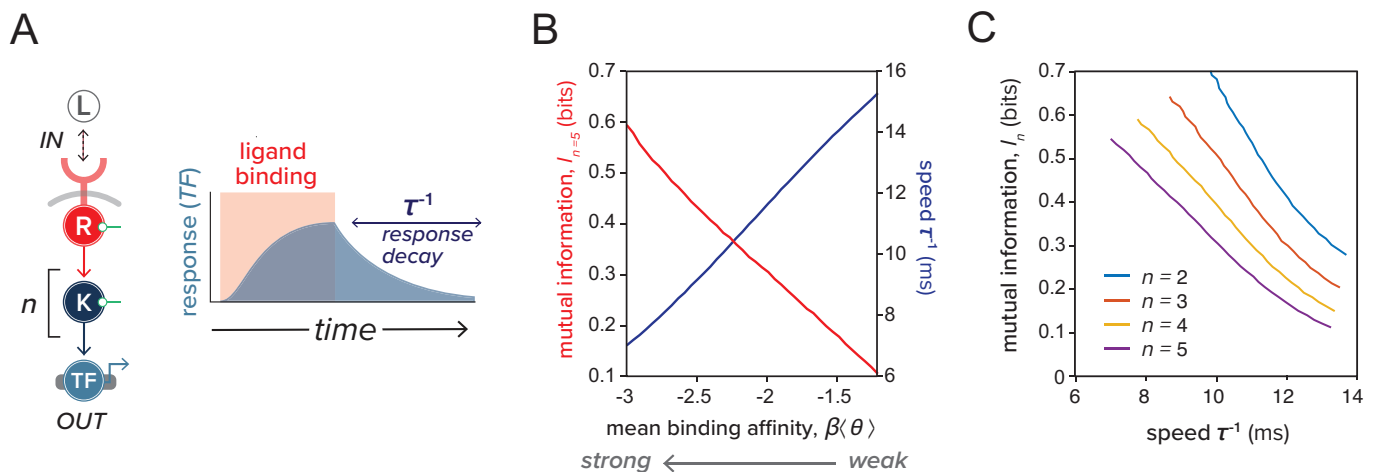 A
L
IN
R
n
K
TF
OUT
response (TF)
ligand
binding
τ⁻¹
response
decay
time
B
mutual information, Iₙ₌₅ (bits)
0.7
0.6
0.5
0.4
0.3
0.2
0.1
-3
-2.5
-2
-1.5
16
14
12
10
8
6
speed τ⁻¹ (ms)
mean binding affinity, β⟨θ⟩
strong
weak
C
mutual information, Iₙ (bits)
0.7
0.6
0.5
0.4
0.3
0.2
0.1
0
n = 2
n = 3
n = 4
n = 5
6
8
10
12
14
speed τ⁻¹ (ms)